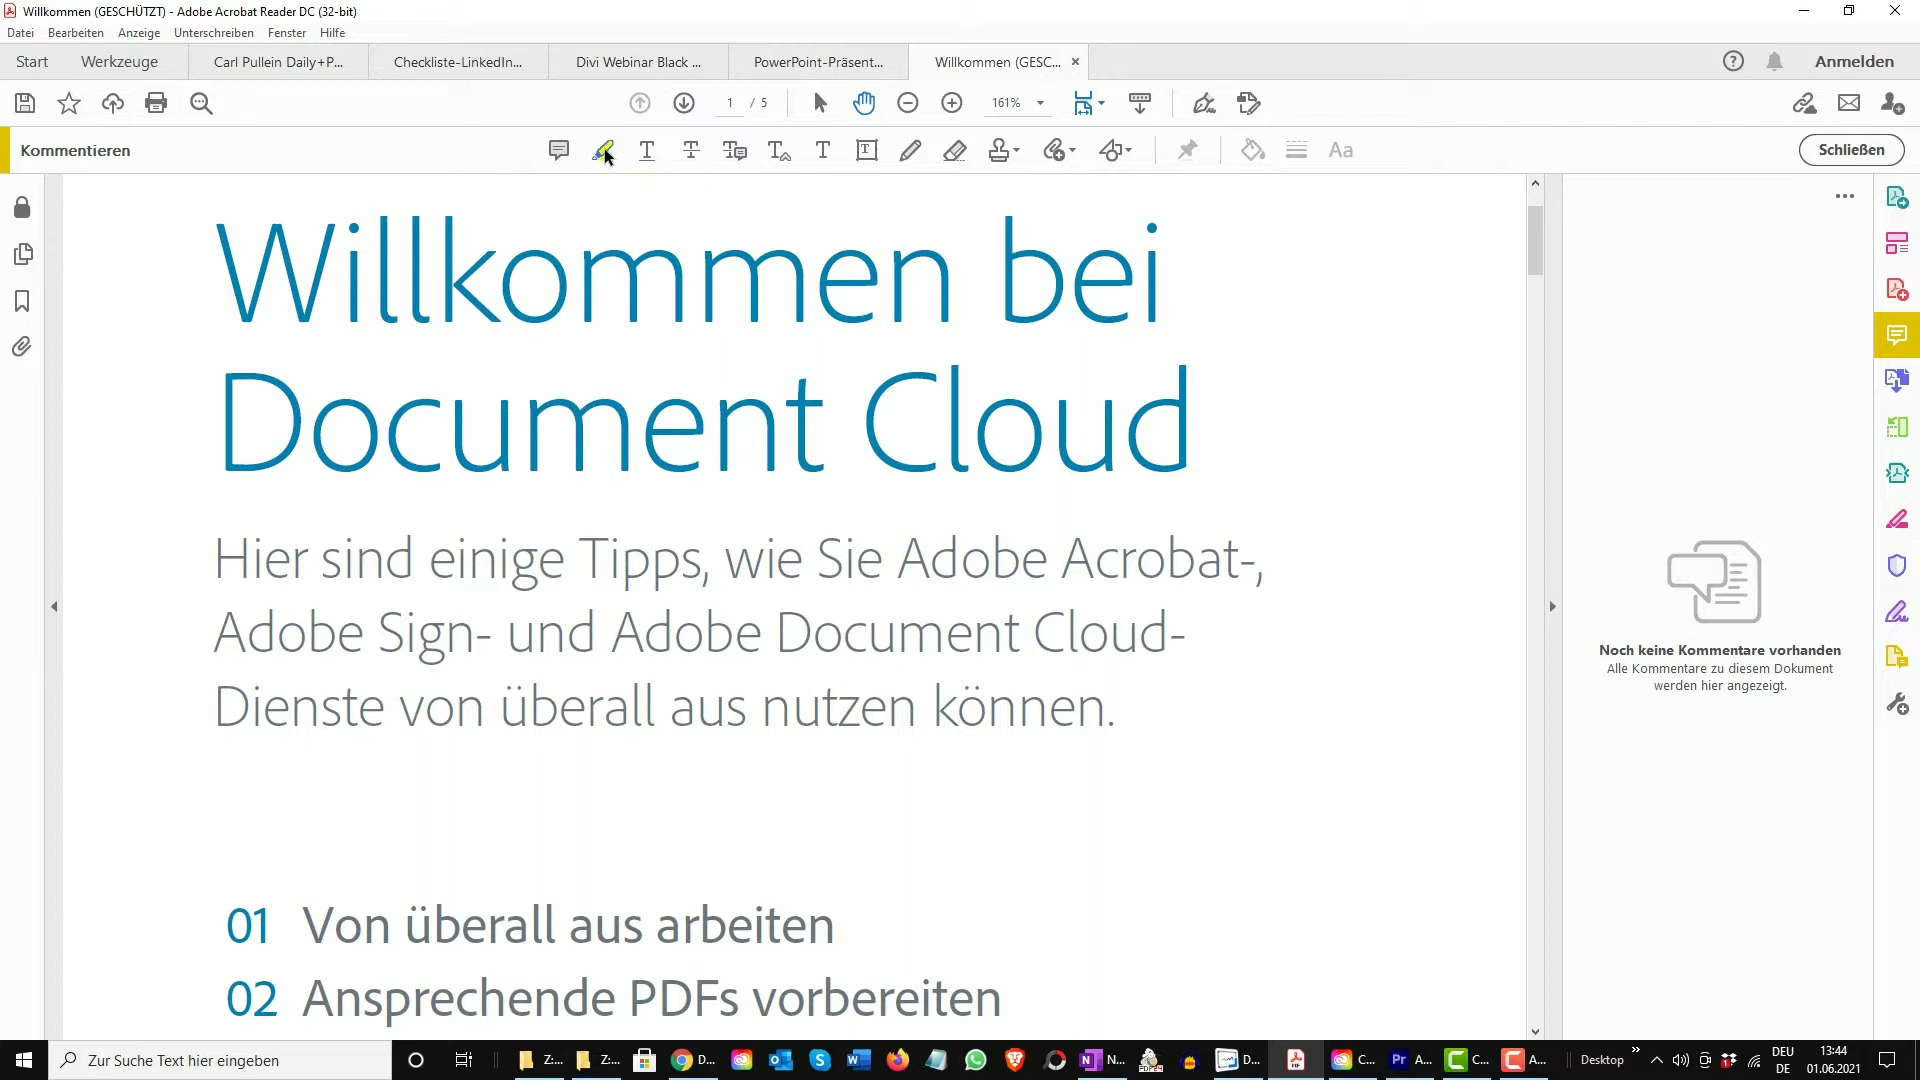 Willkommen (GESCHÜTZT) - Adobe Acrobat Reader DC (32-bit)
Datei Bearbeiten Anzeige Unterschreiben Fenster Hilfe
Start Werkzeuge Carl Pullein Daily+P... Checkliste-LinkedIn... Divi Webinar Black ... PowerPoint-Präsent... Willkommen (GESC... Anmelden
1 / 5 161%
Kommentieren Aa Schließen
Willkommen bei
Document Cloud
Hier sind einige Tipps, wie Sie Adobe Acrobat-,
Adobe Sign- und Adobe Document Cloud-
Dienste von überall aus nutzen können.
01 Von überall aus arbeiten
02 Ansprechende PDFs vorbereiten
Noch keine Kommentare vorhanden
Alle Kommentare zu diesem Dokument
werden hier angezeigt.
Zur Suche Text hier eingeben Z:... Z:... D... N... D... C... Pr A... C... A... Desktop DEU 13:44
DE 01.06.2021